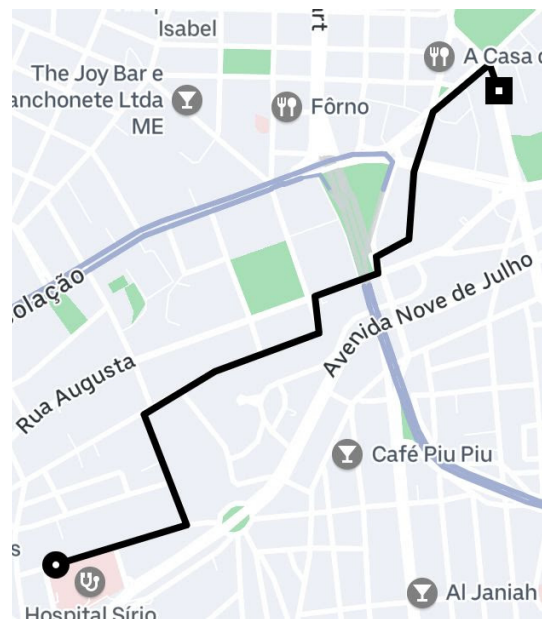 Isabel
urt
A Casa d
The Joy Bar e
anchonete Ltda
ME
Fôrno
olação
Avenida Nove de Julho
Rua Augusta
Café Piu Piu
s
Al Janiah
Hospital Sírio